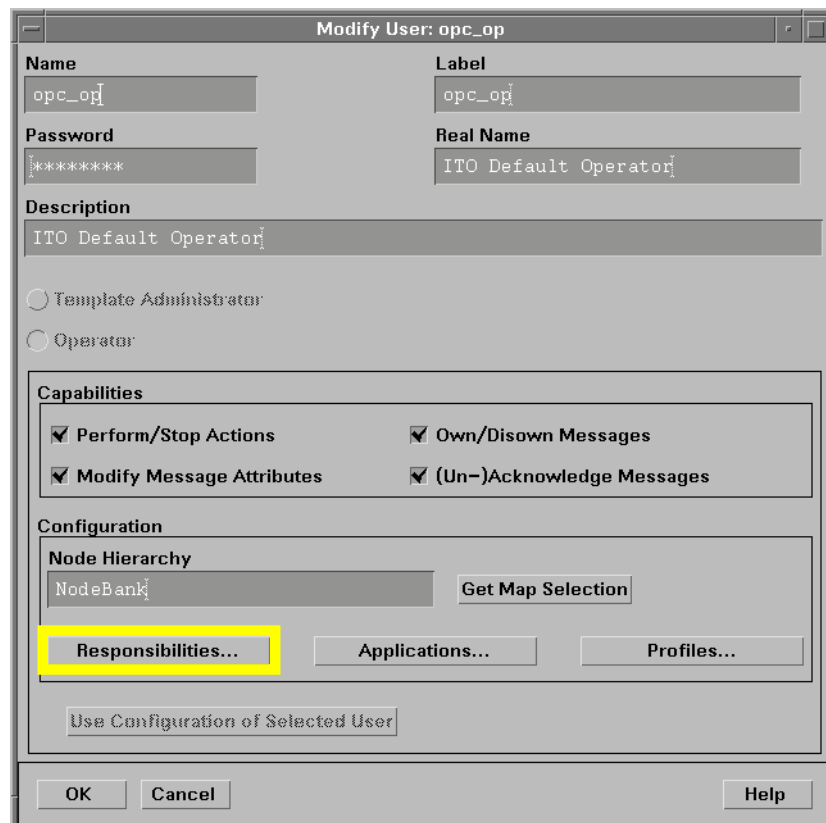 Modify User: opc_op
Name
Label
opc_op
opc_op
Password
Real Name
********
ITO Default Operator
Description
ITO Default Operator
Template Administrator
Operator
Capabilities
Perform/Stop Actions
Own/Disown Messages
Modify Message Attributes
(Un-)Acknowledge Messages
Configuration
Node Hierarchy
NodeBank
Get Map Selection
Responsibilities...
Applications...
Profiles...
Use Configuration of Selected User
OK
Cancel
Help